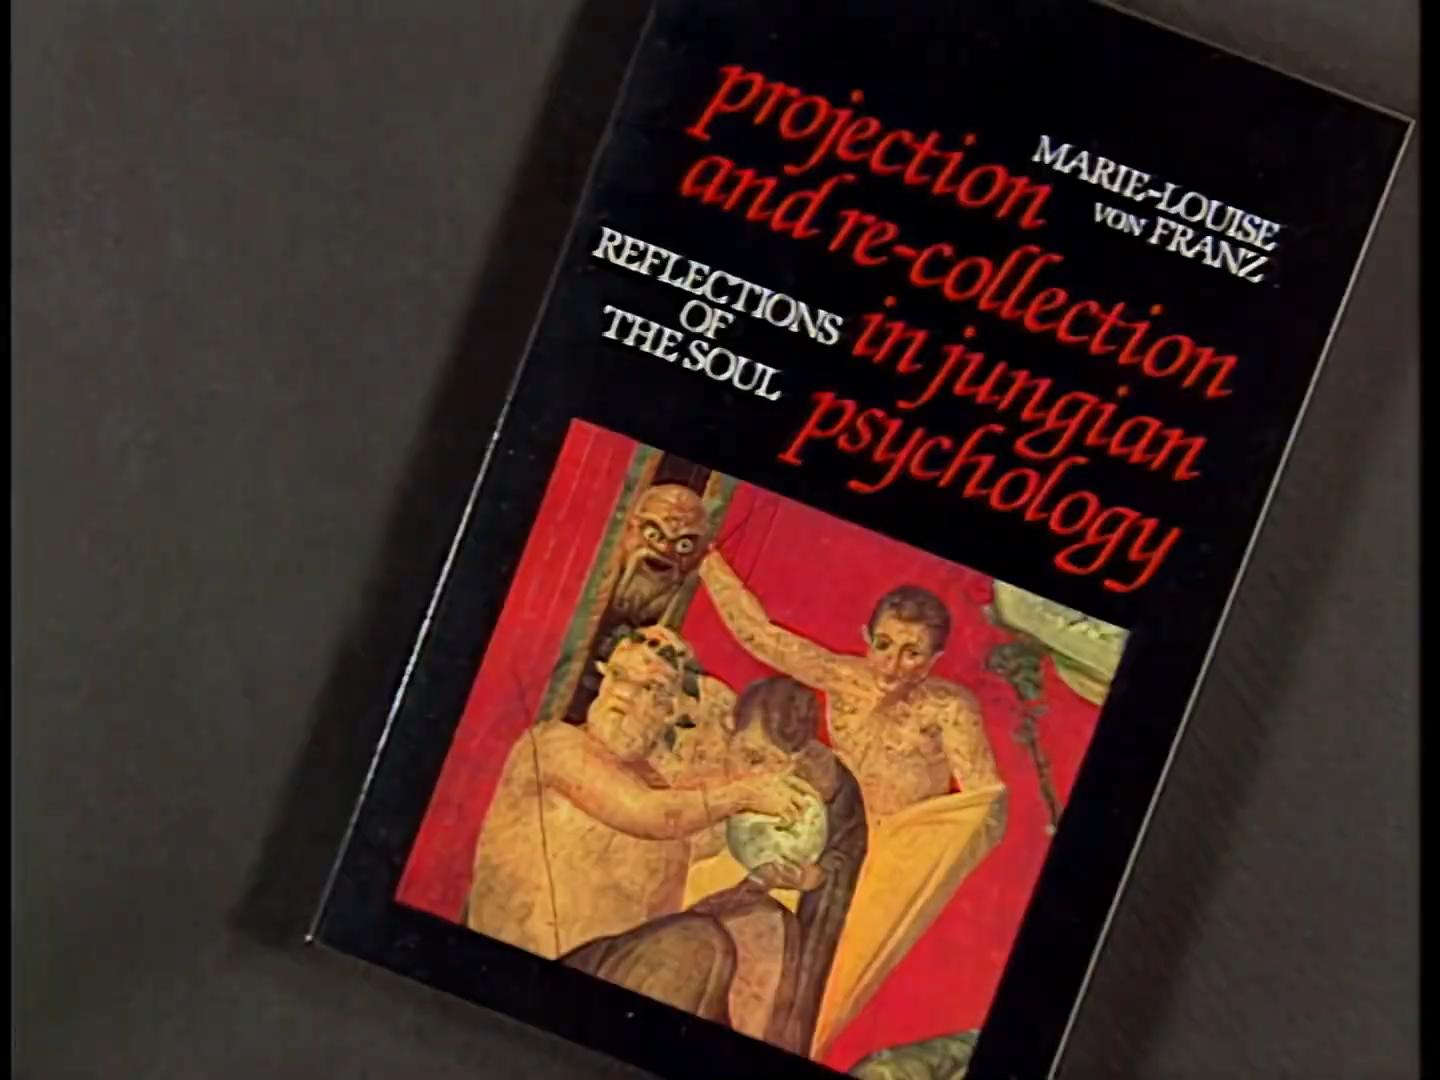 projection
and re-collection
in jungian
psychology
MARIE-LOUISE
VON FRANZ
REFLECTIONS
OF
THE SOUL